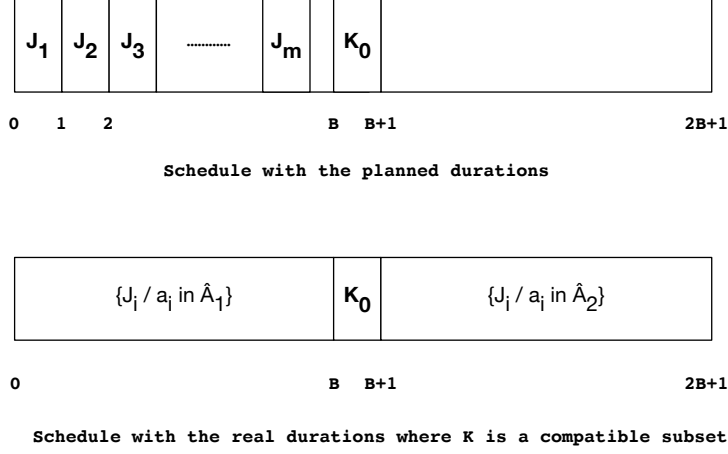 J1 J2 J3 ............ Jm K0
0 1 2 B B+1 2B+1
Schedule with the planned durations
{Ji / ai in Â1} K0 {Ji / ai in Â2}
0 B B+1 2B+1
Schedule with the real durations where K is a compatible subset